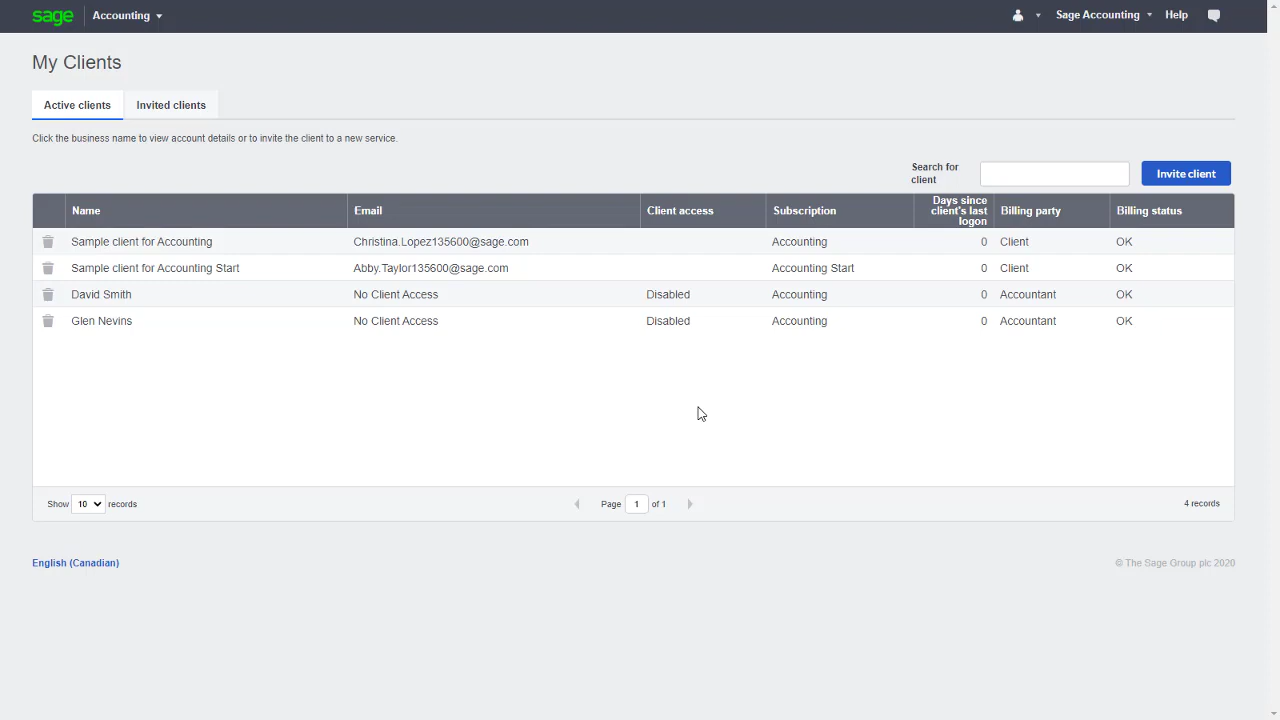 sage Accounting Sage Accounting Help
My Clients
Active clients Invited clients
Click the business name to view account details or to invite the client to a new service.
Search for
client
Invite client
Name Email Client access Subscription Days since client's last logon Billing party Billing status
Sample client for Accounting Christina.Lopez135600@sage.com Accounting 0 Client OK
Sample client for Accounting Start Abby.Taylor135600@sage.com Accounting Start 0 Client OK
David Smith No Client Access Disabled Accounting 0 Accountant OK
Glen Nevins No Client Access Disabled Accounting 0 Accountant OK
Show 10 records Page 1 of 1 4 records
English (Canadian) © The Sage Group plc 2020